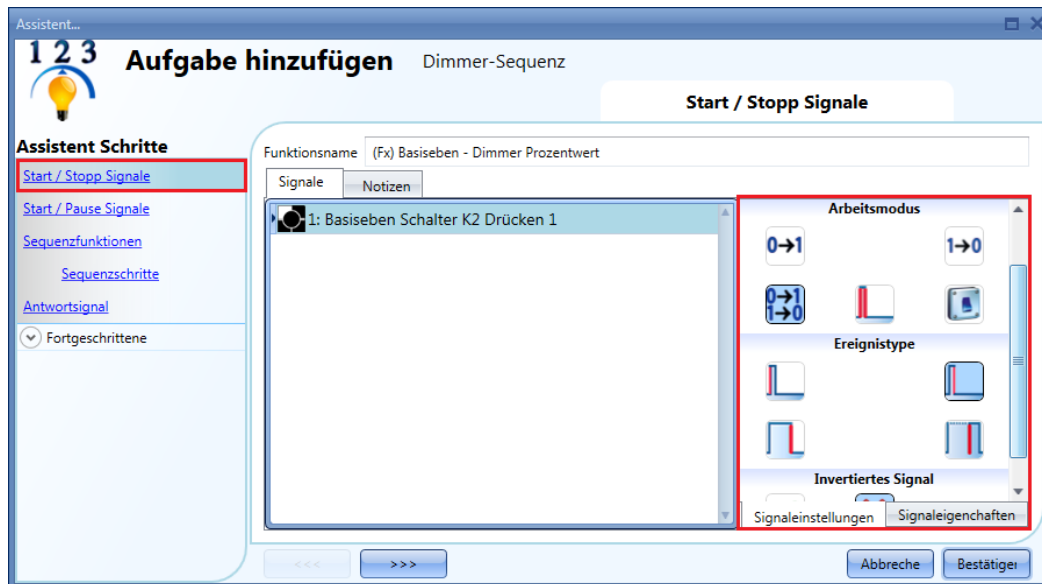 Assistent...
1 2 3
Aufgabe hinzufügen Dimmer-Sequenz
Start / Stopp Signale
Assistent Schritte
Start / Stopp Signale
Start / Pause Signale
Sequenzfunktionen
Sequenzschritte
Antwortsignal
Fortgeschrittene
Funktionsname (Fx) Basiseben - Dimmer Prozentwert
Signale Notizen
1: Basiseben Schalter K2 Drücken 1
Arbeitsmodus
0→1 1→0
0→1
1→0
Ereignistype
Invertiertes Signal
Signaleinstellungen Signaleigenchaften
<<< >>> Abbreche Bestätiger